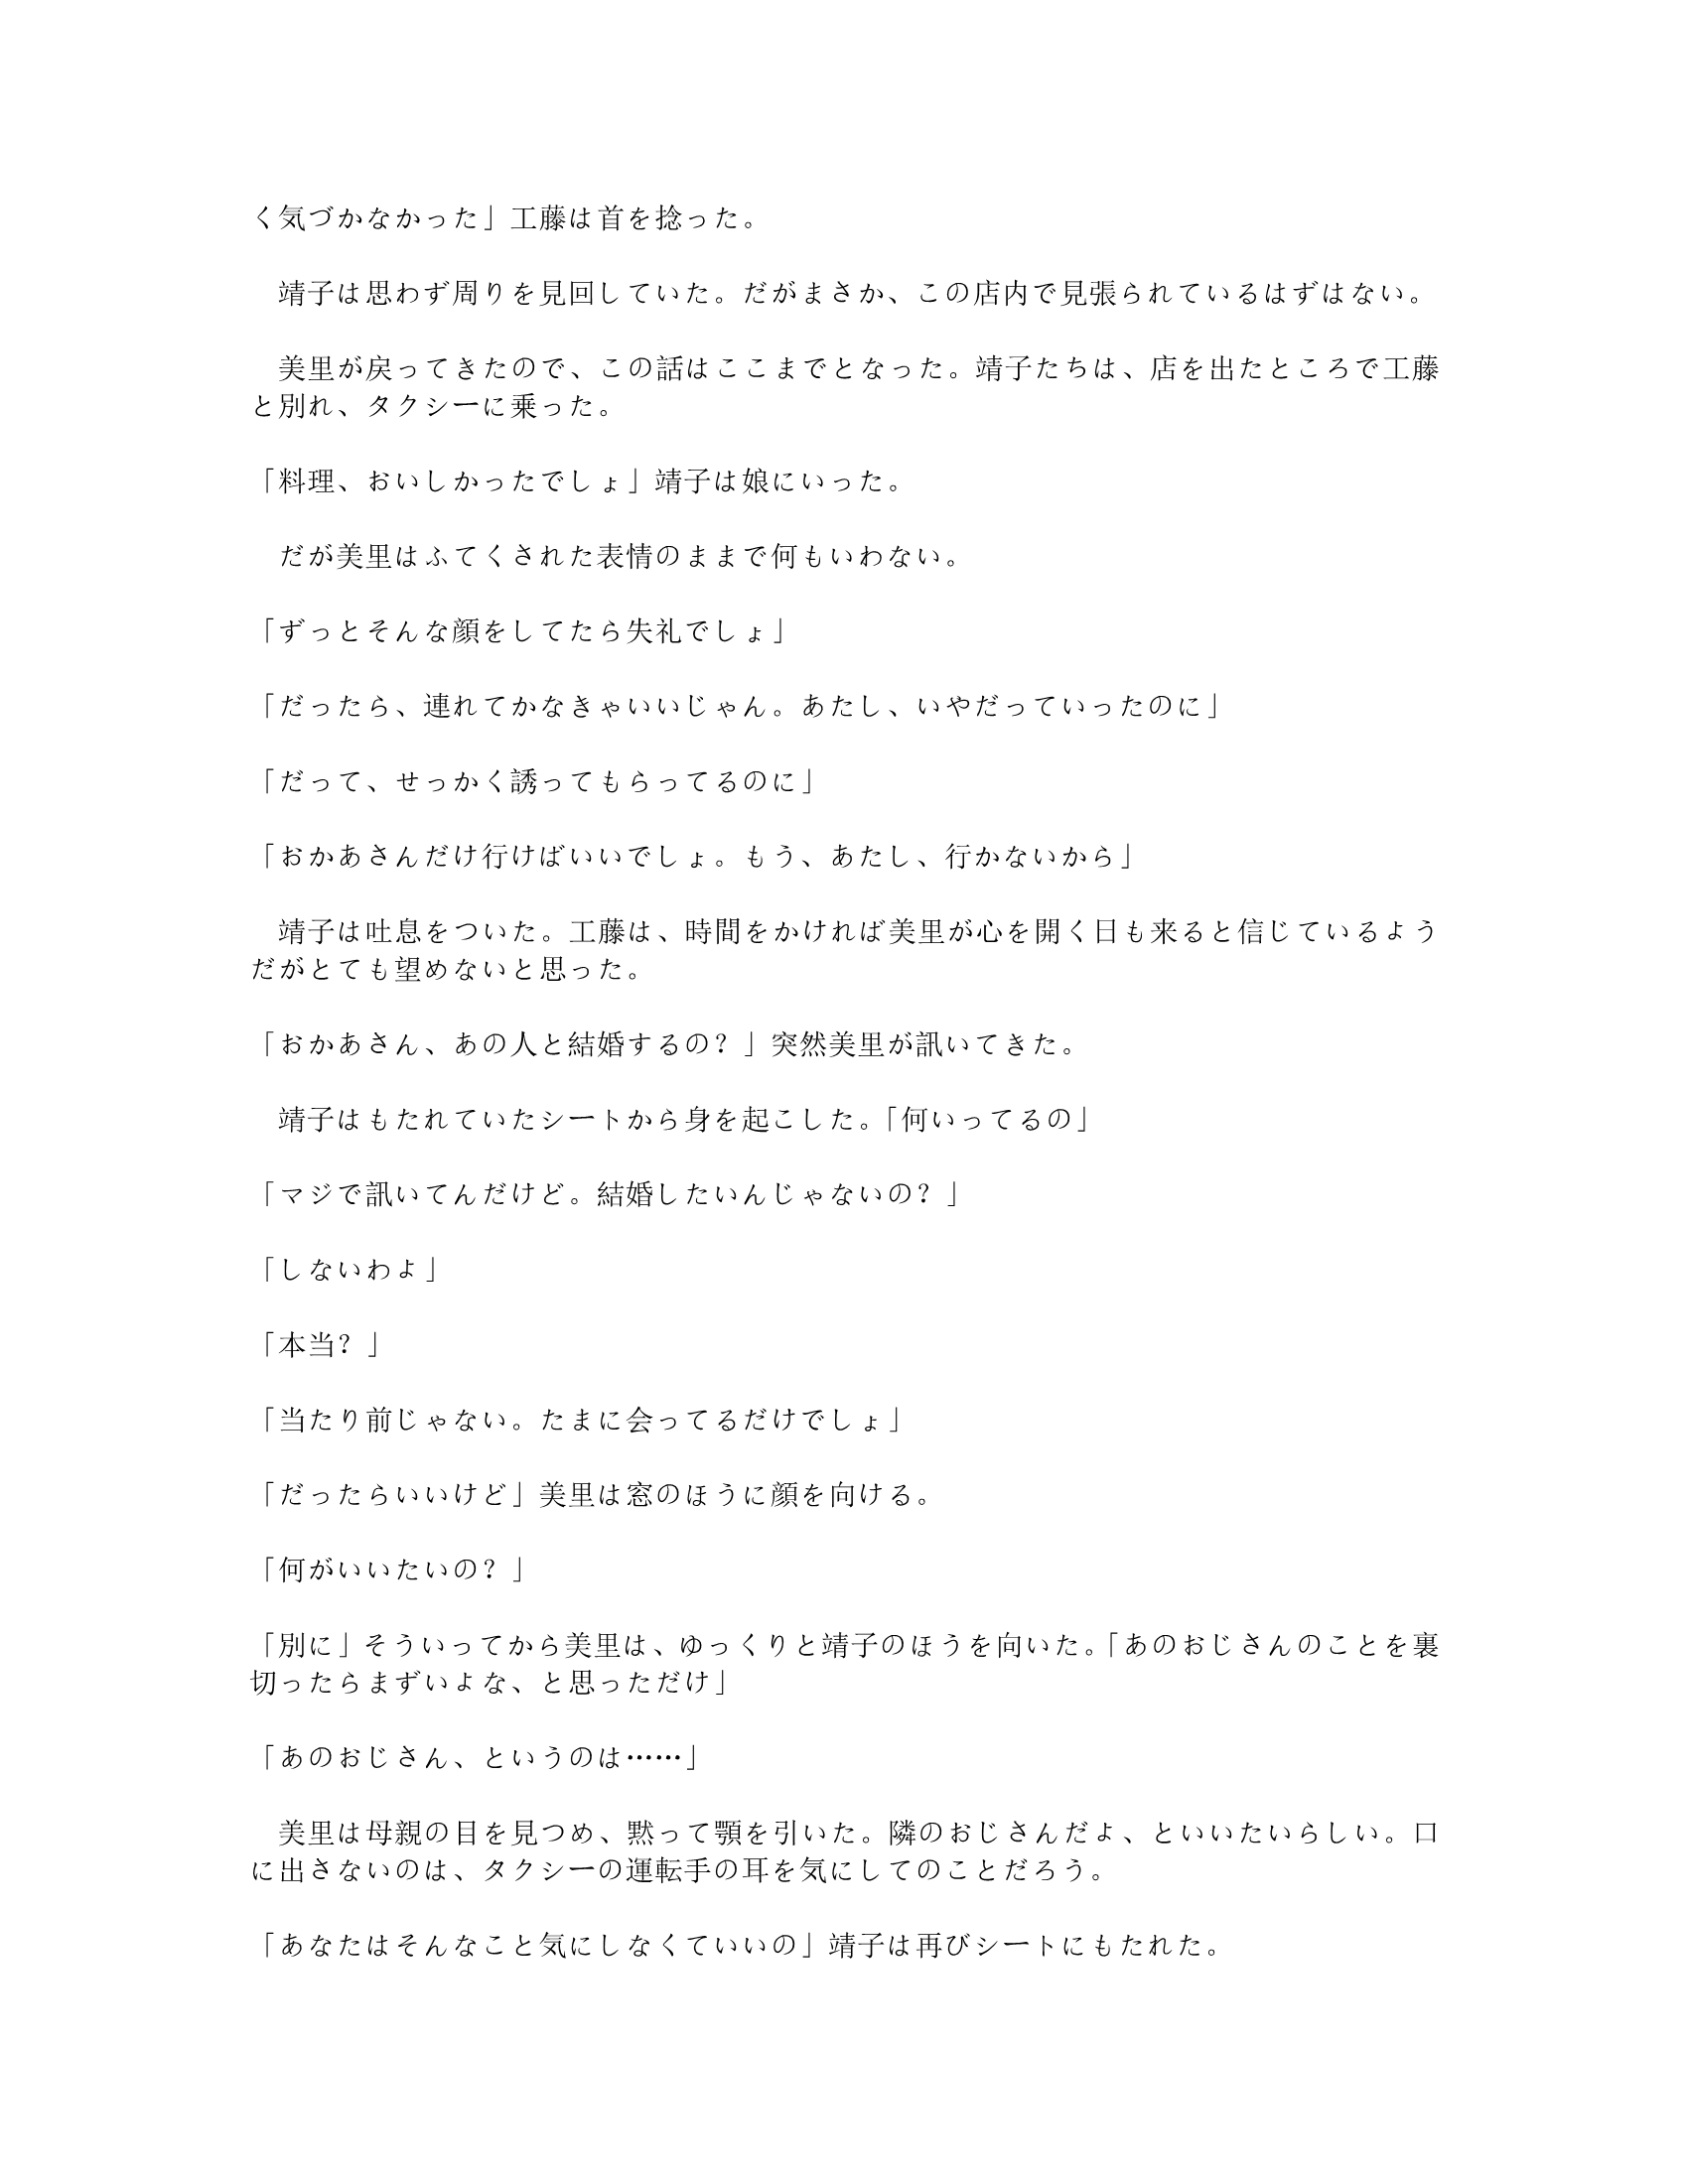 く気づかなかった」工藤は首を捻った。
　靖子は思わず周りを見回していた。だがまさか、この店内で見張られているはずはない。
　美里が戻ってきたので、この話はここまでとなった。靖子たちは、店を出たところで工藤
と別れ、タクシーに乗った。
「料理、おいしかったでしょ」靖子は娘にいった。
　だが美里はふてくされた表情のままで何もいわない。
「ずっとそんな顔をしてたら失礼でしょ」
「だったら、連れてかなきゃいいじゃん。あたし、いやだっていったのに」
「だって、せっかく誘ってもらってるのに」
「おかあさんだけ行けばいいでしょ。もう、あたし、行かないから」
　靖子は吐息をついた。工藤は、時間をかければ美里が心を開く日も来ると信じているよう
だがとても望めないと思った。
「おかあさん、あの人と結婚するの？」突然美里が訊いてきた。
　靖子はもたれていたシートから身を起こした。「何いってるの」
「マジで訊いてんだけど。結婚したいんじゃないの？」
「しないわよ」
「本当？」
「当たり前じゃない。たまに会ってるだけでしょ」
「だったらいいけど」美里は窓のほうに顔を向ける。
「何がいいたいの？」
「別に」そういってから美里は、ゆっくりと靖子のほうを向いた。「あのおじさんのことを裏
切ったらまずいよな、と思っただけ」
「あのおじさん、というのは……」
　美里は母親の目を見つめ、黙って顎を引いた。隣のおじさんだよ、といいたいらしい。口
に出さないのは、タクシーの運転手の耳を気にしてのことだろう。
「あなたはそんなこと気にしなくていいの」靖子は再びシートにもたれた。